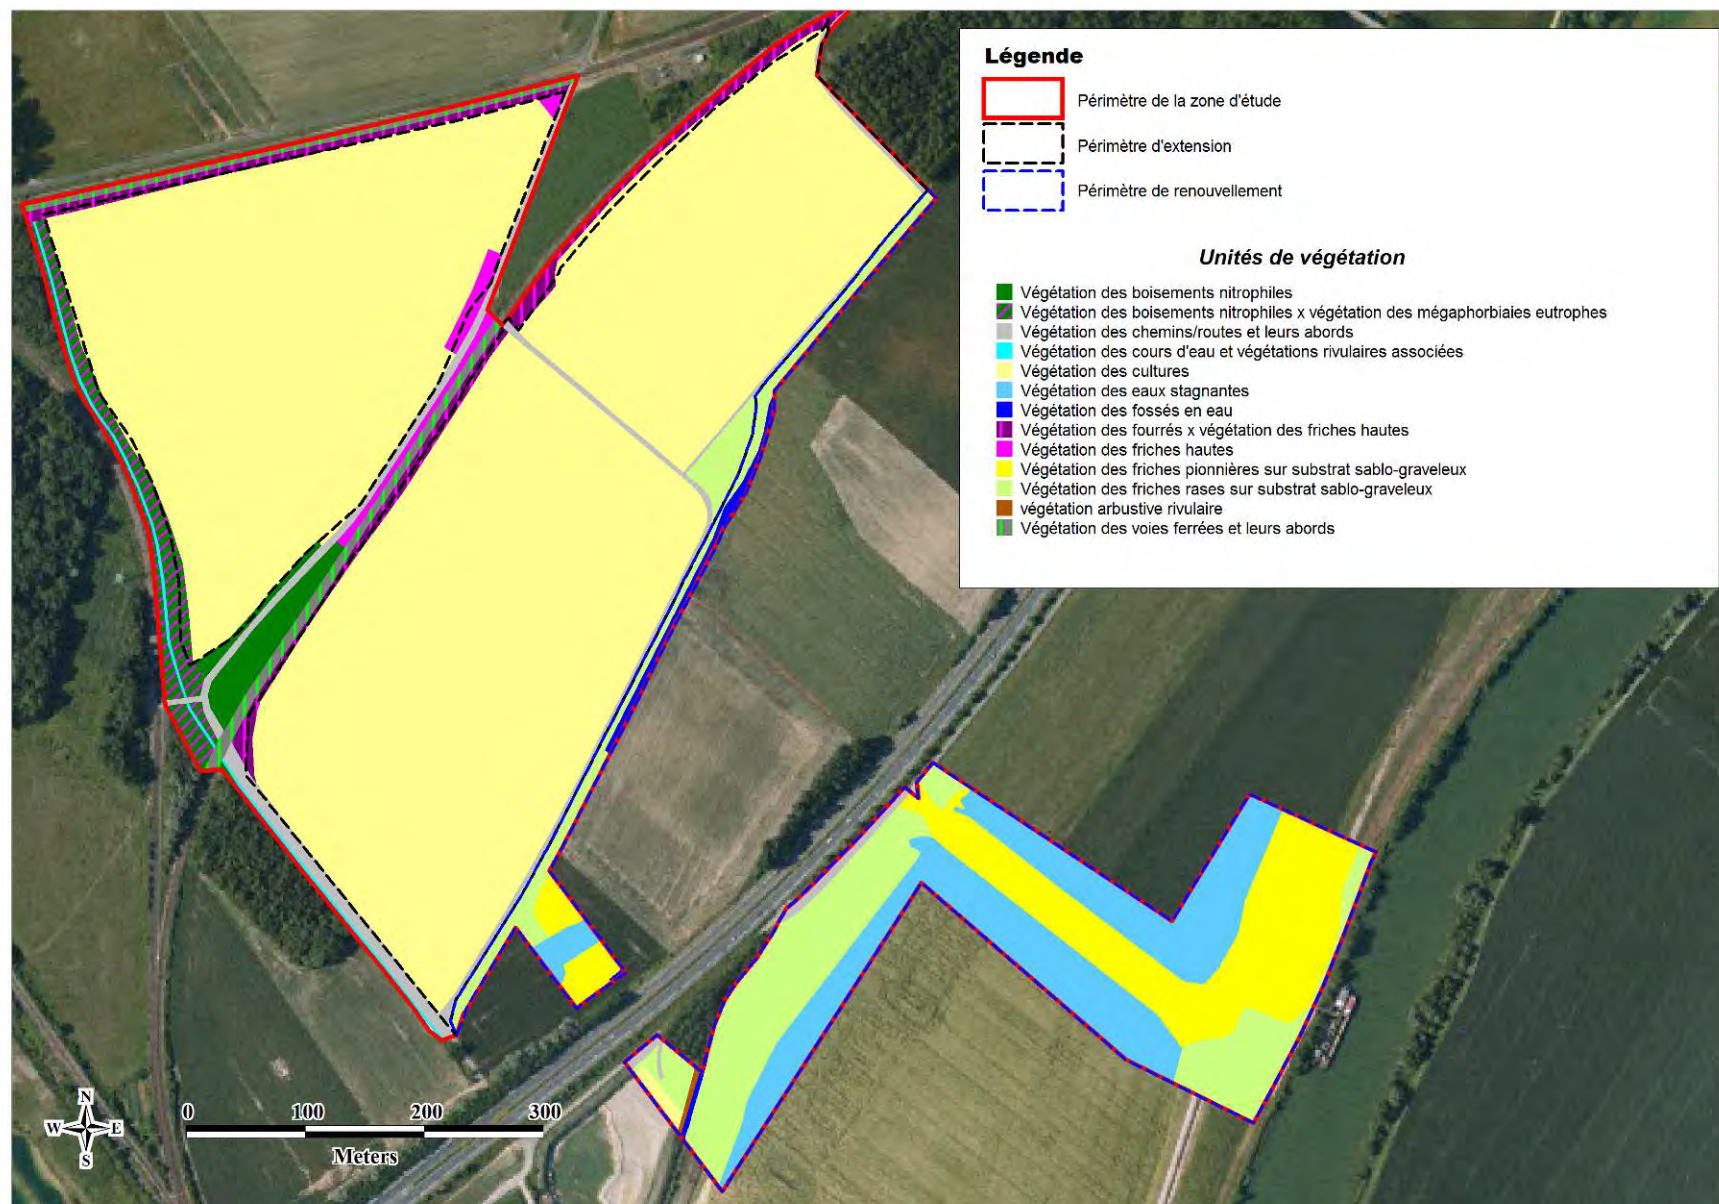 Légende
Périmètre de la zone d'étude
Périmètre d'extension
Périmètre de renouvellement
Unités de végétation
Végétation des boisements nitrophiles
Végétation des boisements nitrophiles x végétation des mégaphorbiaies eutrophes
Végétation des chemins/routes et leurs abords
Végétation des cours d'eau et végétations rivulaires associées
Végétation des cultures
Végétation des eaux stagnantes
Végétation des fossés en eau
Végétation des fourrés x végétation des friches hautes
Végétation des friches hautes
Végétation des friches pionnières sur substrat sablo-graveleux
Végétation des friches rases sur substrat sablo-graveleux
végétation arbustive rivulaire
Végétation des voies ferrées et leurs abords
N
W E
S
0 100 200 300
Meters